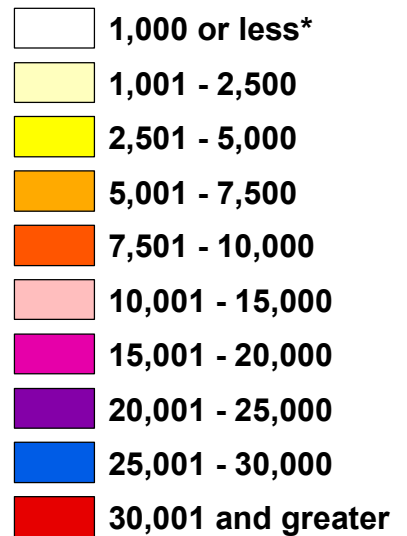 1,000 or less*
1,001 - 2,500
2,501 - 5,000
5,001 - 7,500
7,501 - 10,000
10,001 - 15,000
15,001 - 20,000
20,001 - 25,000
25,001 - 30,000
30,001 and greater